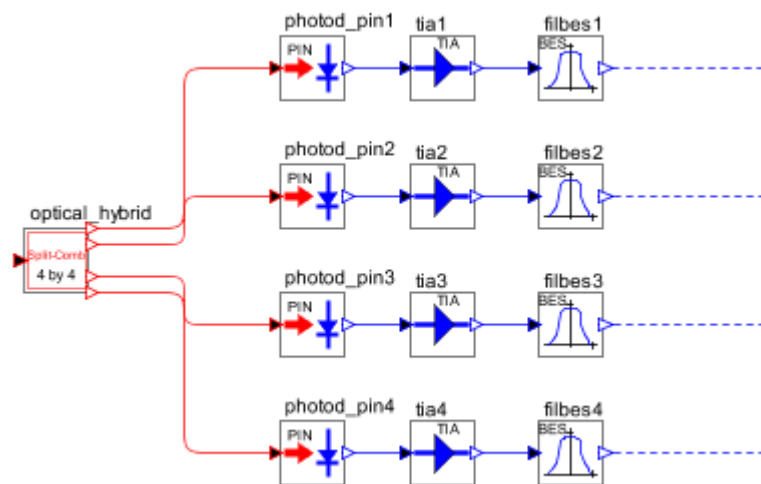 photod_pin1 tia1 filbes1
PIN TIA BES
photod_pin2 tia2 filbes2
PIN TIA BES
optical_hybrid
Split-Comb
4 by 4
photod_pin3 tia3 filbes3
PIN TIA BES
photod_pin4 tia4 filbes4
PIN TIA BES